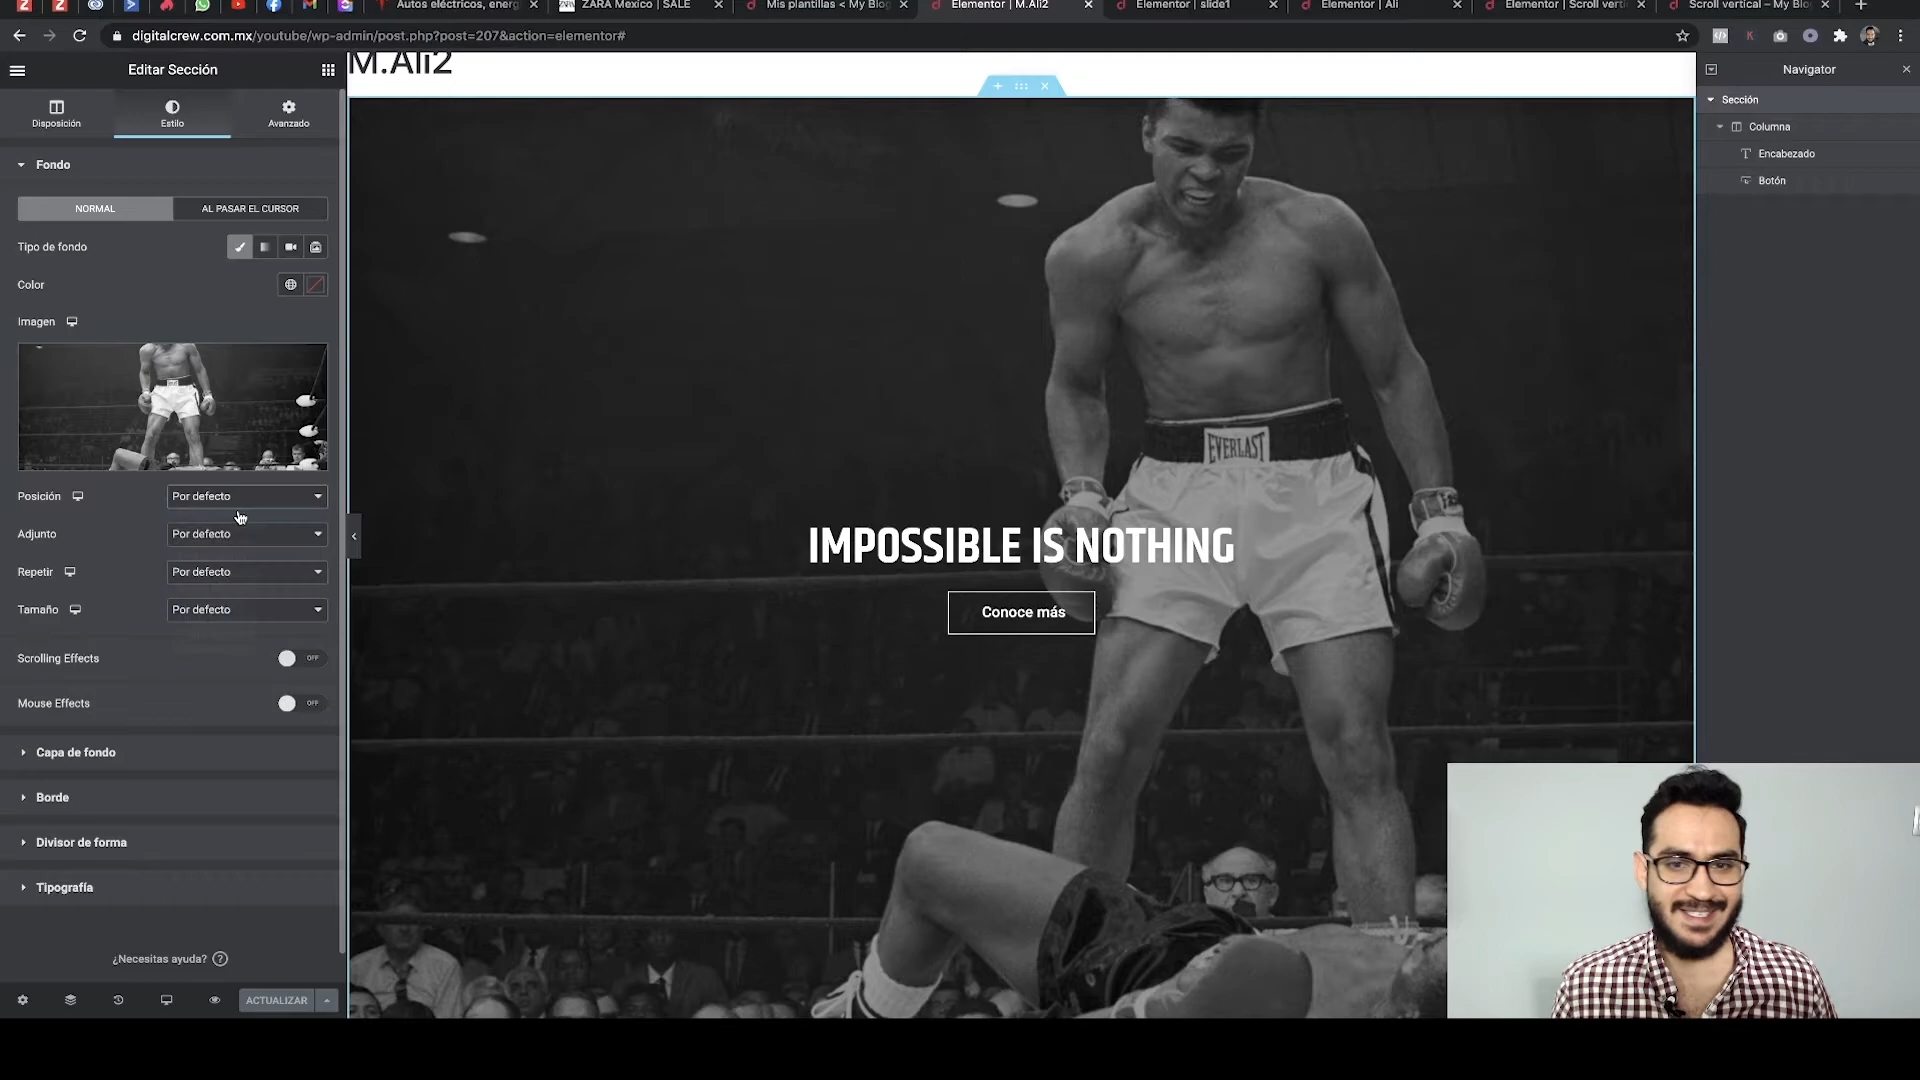 Autos eléctricos, energ
ZARA Mexico | SALE
Mis plantillas < My Blog
Elementor | M.Ali2
Elementor | slide1
Elementor | Ali
Elementor | Scroll verti
Scroll vertical – My Blo
digitalcrew.com.mx/youtube/wp-admin/post.php?post=207&action=elementor#
Editar Sección
M.Ali2
Navigator
Disposición
Estilo
Avanzado
Sección
Columna
Encabezado
Botón
Fondo
NORMAL
AL PASAR EL CURSOR
Tipo de fondo
Color
Imagen
Posición
Por defecto
Adjunto
Por defecto
Repetir
Por defecto
Tamaño
Por defecto
Scrolling Effects
OFF
Mouse Effects
OFF
Capa de fondo
Borde
Divisor de forma
Tipografía
¿Necesitas ayuda?
ACTUALIZAR
EVERLAST
IMPOSSIBLE IS NOTHING
Conoce más